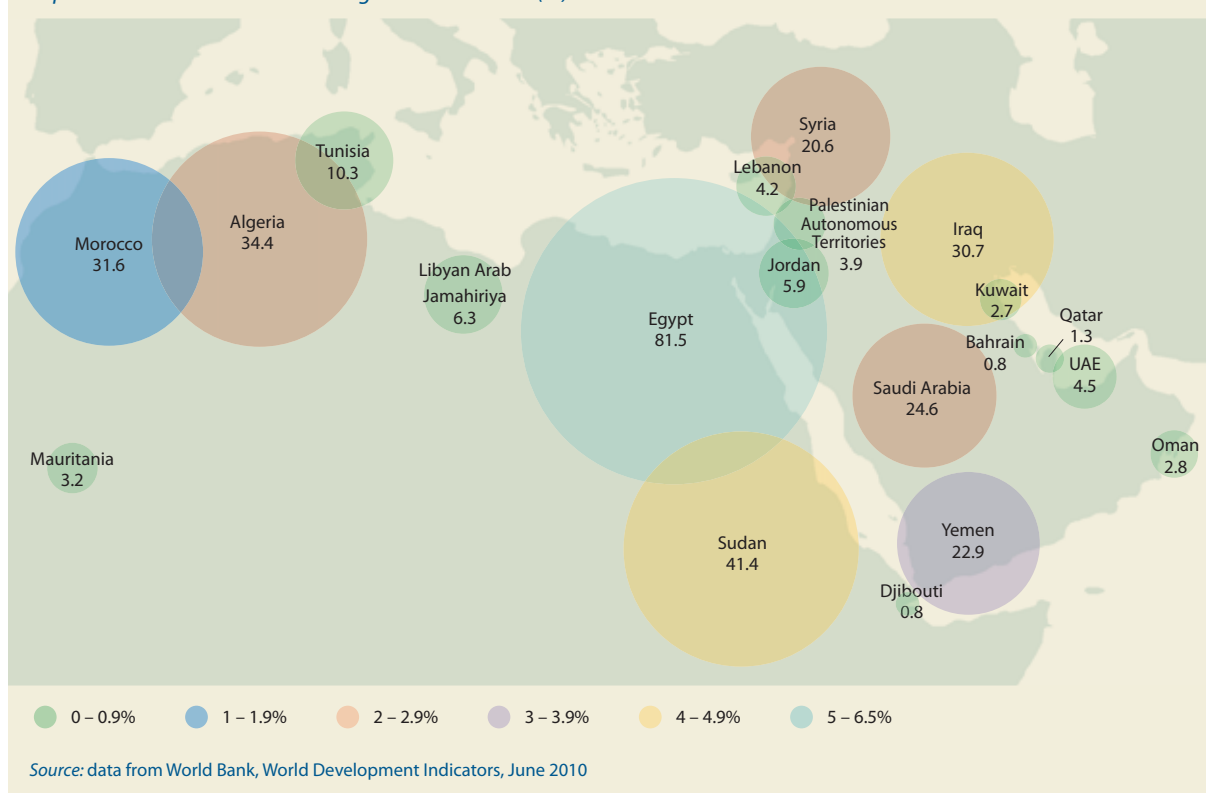 Syria
20.6
Tunisia
10.3
Lebanon
4.2
Palestinian
Autonomous
Territories
3.9
Algeria
34.4
Morocco
31.6
Iraq
30.7
Libyan Arab
Jamahiriya
6.3
Jordan
5.9
Kuwait
2.7
Egypt
81.5
Qatar
1.3
Bahrain
0.8
UAE
4.5
Saudi Arabia
24.6
Mauritania
3.2
Oman
2.8
Sudan
41.4
Yemen
22.9
Djibouti
0.8
0 – 0.9%
1 – 1.9%
2 – 2.9%
3 – 3.9%
4 – 4.9%
5 – 6.5%
Source: data from World Bank, World Development Indicators, June 2010